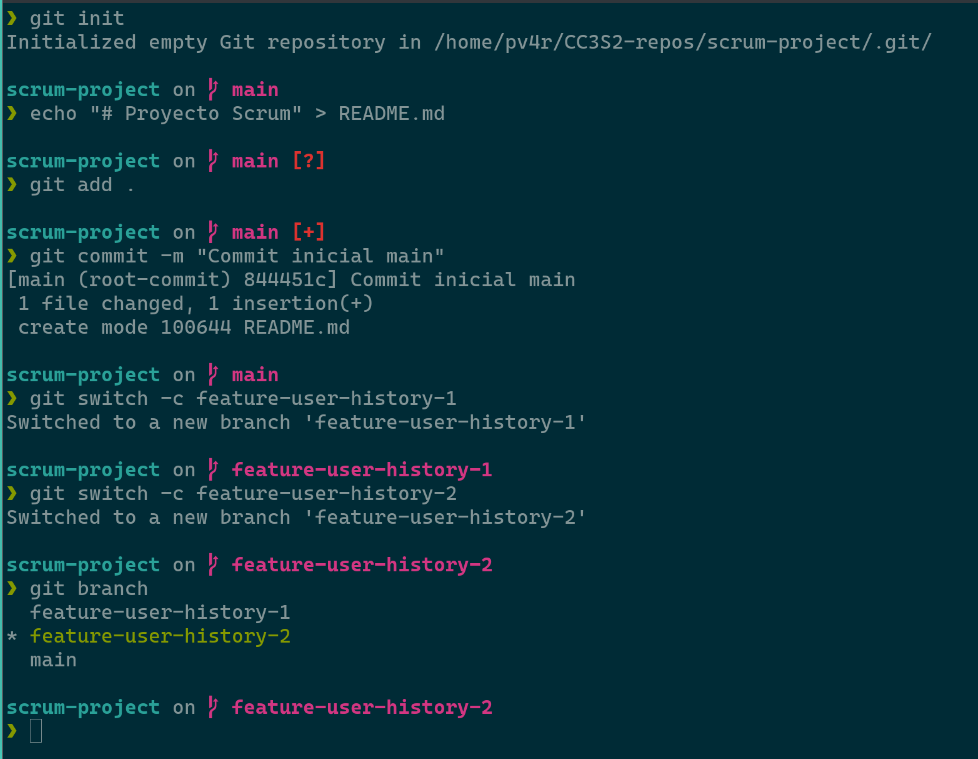 ❯ git init
Initialized empty Git repository in /home/pv4r/CC3S2-repos/scrum-project/.git/
scrum-project on main
❯ echo "# Proyecto Scrum" > README.md
scrum-project on main [?]
❯ git add .
scrum-project on main [+]
❯ git commit -m "Commit inicial main"
[main (root-commit) 844451c] Commit inicial main
 1 file changed, 1 insertion(+)
 create mode 100644 README.md
scrum-project on main
❯ git switch -c feature-user-history-1
Switched to a new branch 'feature-user-history-1'
scrum-project on feature-user-history-1
❯ git switch -c feature-user-history-2
Switched to a new branch 'feature-user-history-2'
scrum-project on feature-user-history-2
❯ git branch
  feature-user-history-1
* feature-user-history-2
  main
scrum-project on feature-user-history-2
❯